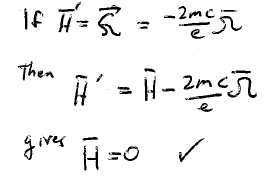 If H̄' = Ω⃗ = -2mc/e Ω̄
Then
H̄' = H̄ - 2mc/e Ω̄
gives H̄ = 0 ✓